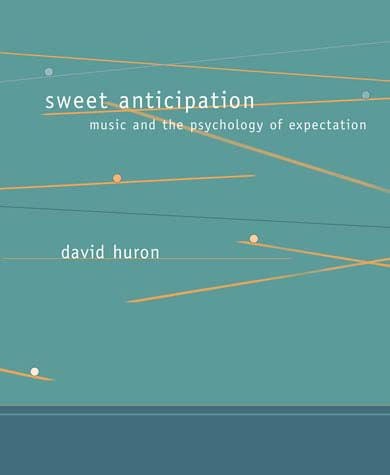 sweet anticipation
music and the psychology of expectation
david huron